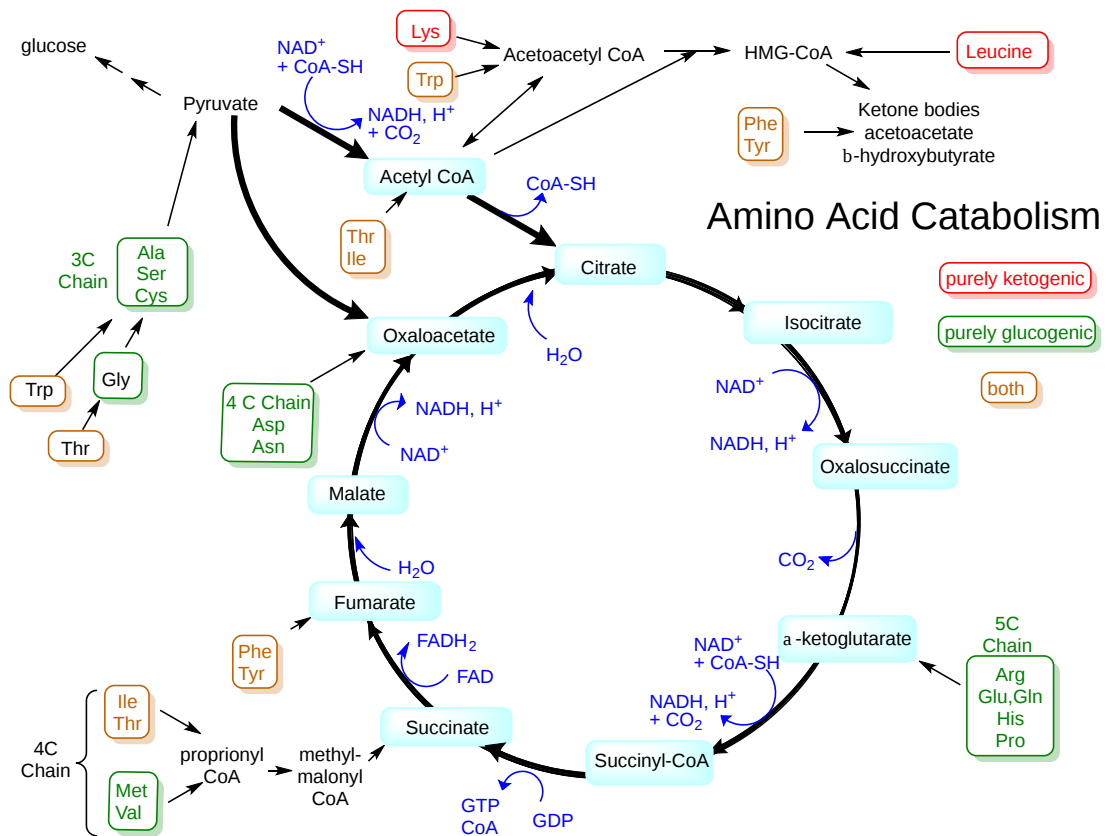 glucose
NAD+
+ CoA-SH
Pyruvate
NADH, H+
+ CO2
Lys
Trp
Acetoacetyl CoA
HMG-CoA
Leucine
Ketone bodies
acetoacetate
b-hydroxybutyrate
Phe
Tyr
Acetyl CoA
CoA-SH
Amino Acid Catabolism
Thr
Ile
3C
Chain
Ala
Ser
Cys
Citrate
purely ketogenic
purely glucogenic
both
Isocitrate
Oxaloacetate
H2O
Trp
Gly
Thr
4 C Chain
Asp
Asn
NADH, H+
NAD+
NAD+
NADH, H+
Oxalosuccinate
Malate
CO2
H2O
Fumarate
a-ketoglutarate
5C
Chain
Arg
Glu,Gln
His
Pro
Phe
Tyr
FADH2
FAD
NAD+
+ CoA-SH
NADH, H+
+ CO2
Succinate
Succinyl-CoA
4C
Chain
Ile
Thr
Met
Val
proprionyl
CoA
methyl-
malonyl
CoA
GTP
CoA
GDP